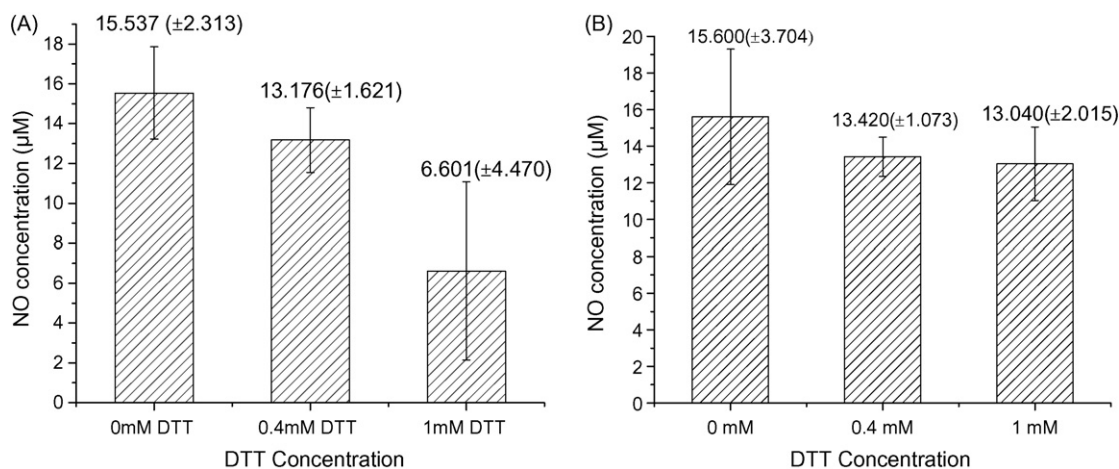 (A)
15.537 (±2.313)
13.176(±1.621)
6.601(±4.470)
NO concentration (µM)
18
16
14
12
10
8
6
4
2
0
0mM DTT
0.4mM DTT
1mM DTT
DTT Concentration
(B)
15.600(±3.704)
13.420(±1.073)
13.040(±2.015)
NO concentration (µM)
20
18
16
14
12
10
8
6
4
2
0
0 mM
0.4 mM
1 mM
DTT Concentration